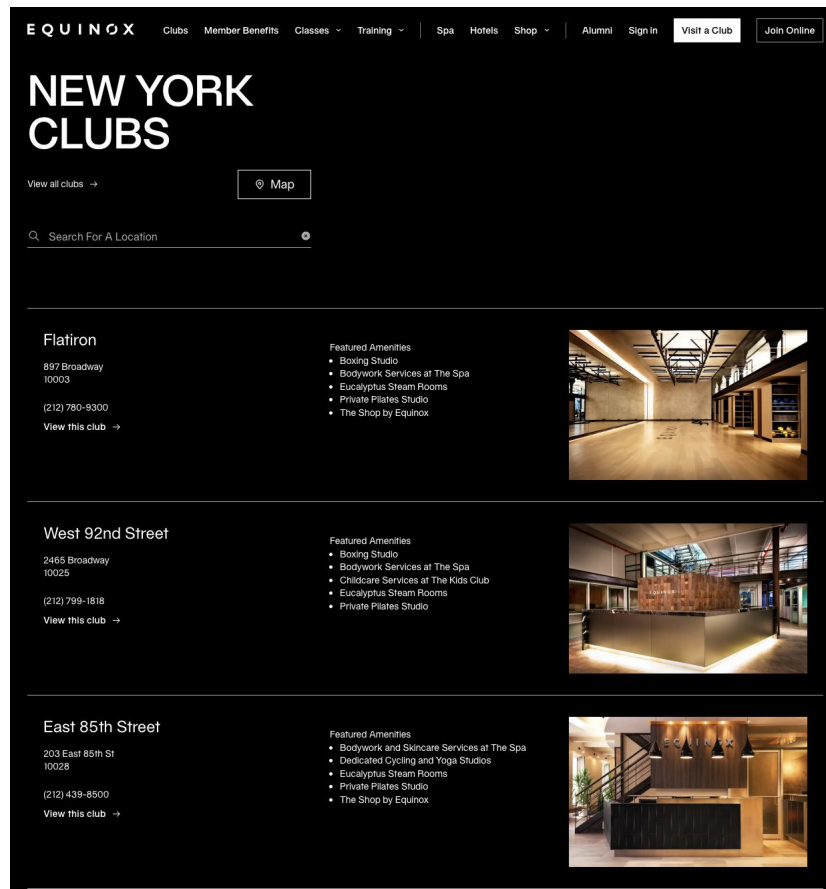 EQUINOX Clubs Member Benefits Classes Training Spa Hotels Shop Alumni Sign In Visit a Club Join Online
NEW YORK
CLUBS
View all clubs → Map
Search For A Location
Flatiron
897 Broadway
10003
(212) 780-9300
View this club →
Featured Amenities
• Boxing Studio
• Bodywork Services at The Spa
• Eucalyptus Steam Rooms
• Private Pilates Studio
• The Shop by Equinox
West 92nd Street
2465 Broadway
10025
(212) 799-1818
View this club →
Featured Amenities
• Boxing Studio
• Bodywork Services at The Spa
• Childcare Services at The Kids Club
• Eucalyptus Steam Rooms
• Private Pilates Studio
EQUINOX
East 85th Street
203 East 85th St
10028
(212) 439-8500
View this club →
Featured Amenities
• Bodywork and Skincare Services at The Spa
• Dedicated Cycling and Yoga Studios
• Eucalyptus Steam Rooms
• Private Pilates Studio
• The Shop by Equinox
EQUINOX